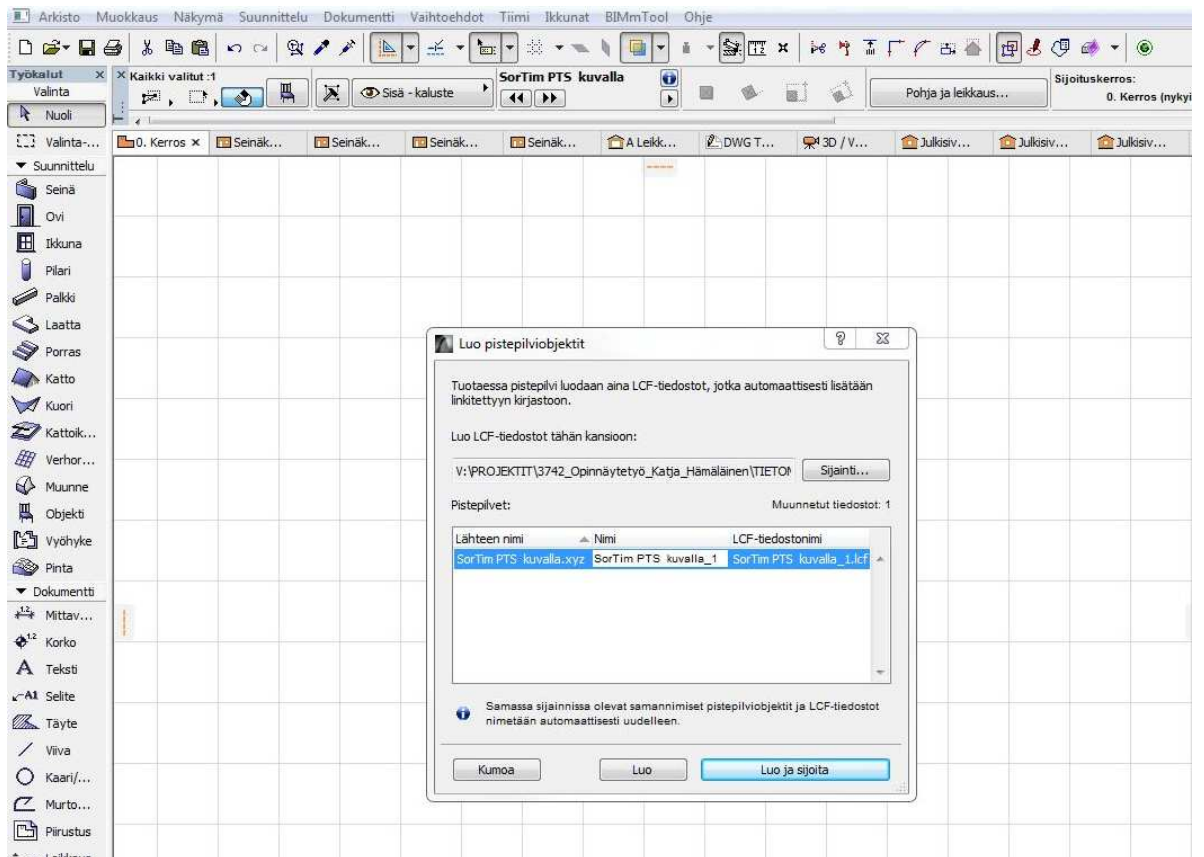 Arkisto Muokkaus Näkymä Suunnittelu Dokumentti Vaihtoehdot Tiimi Ikkunat BIMmTool Ohje
Työkalut x
Valinta
Nuoli
Valinta-...
Suunnittelu
Seinä
Ovi
Ikkuna
Pilari
Palkki
Laatta
Porras
Katto
Kuori
Kattoik...
Verhor...
Muunne
Objekti
Vyöhyke
Pinta
Dokumentti
Mittav...
Korko
A Teksti
A1 Selite
Täyte
Viiva
Kaari/...
Murto...
Piirustus
Kaikki valitut :1
Sisä - kaluste
SorTim PTS kuvalla
Pohja ja leikkaus...
Sijoituskerros:
0. Kerros (nykyi
0. Kerros x Seinäk... Seinäk... Seinäk... Seinäk... A Leikk... DWG T... 3D / V... Julkisiv... Julkisiv... Julkisiv...
Luo pistepilviobjektit
Tuotaessa pistepilvi luodaan aina LCF-tiedostot, jotka automaattisesti lisätään
linkitettyyn kirjastoon.
Luo LCF-tiedostot tähän kansioon:
V:\PROJEKTIT\3742_Opinnäytetyö_Katja_Hämäläinen\TIETOM Sijainti...
Pistepilvet: Muunnetut tiedostot: 1
Lähteen nimi Nimi LCF-tiedostonimi
SorTim PTS kuvalla.xyz SorTim PTS kuvalla_1 SorTim PTS kuvalla_1.lcf
Samassa sijainnissa olevat samannimiset pistepilviobjektit ja LCF-tiedostot
nimetään automaattisesti uudelleen.
Kumoa Luo Luo ja sijoita